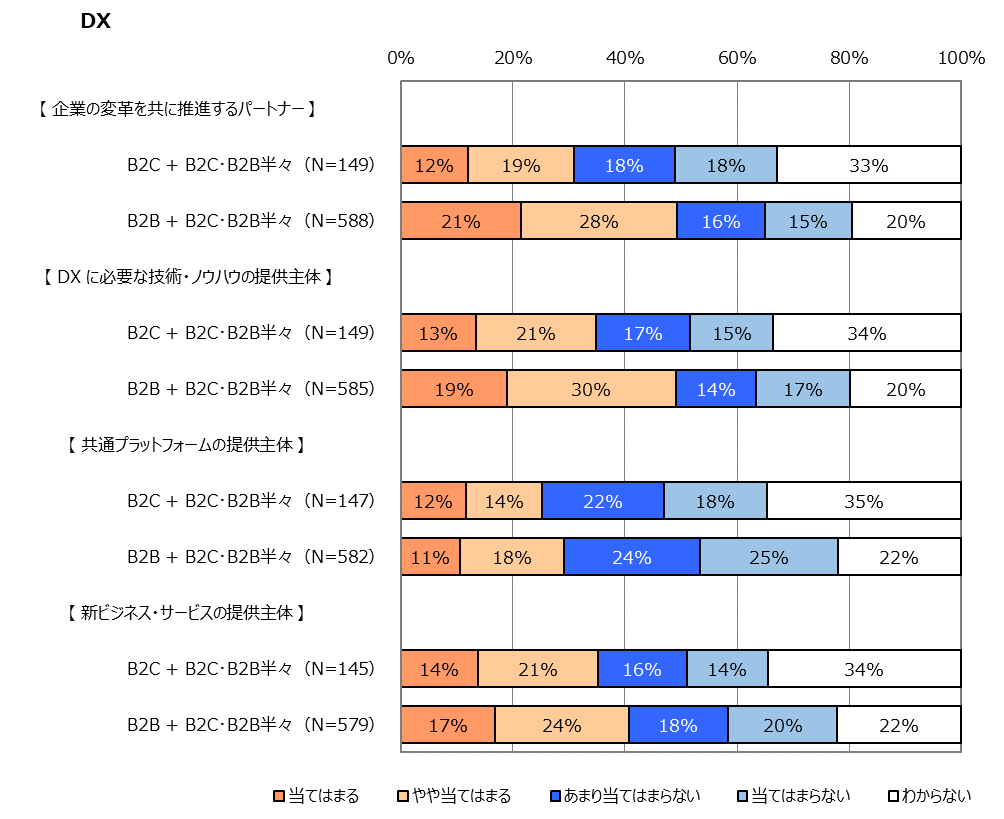 DX
0% 20% 40% 60% 80% 100%
【 企業の変革を共に推進するパートナー 】
B2C + B2C・B2B半々 (N=149) 12% 19% 18% 18% 33%
B2B + B2C・B2B半々 (N=588) 21% 28% 16% 15% 20%
【 DX に必要な技術・ノウハウの提供主体 】
B2C + B2C・B2B半々 (N=149) 13% 21% 17% 15% 34%
B2B + B2C・B2B半々 (N=585) 19% 30% 14% 17% 20%
【 共通プラットフォームの提供主体 】
B2C + B2C・B2B半々 (N=147) 12% 14% 22% 18% 35%
B2B + B2C・B2B半々 (N=582) 11% 18% 24% 25% 22%
【 新ビジネス・サービスの提供主体 】
B2C + B2C・B2B半々 (N=145) 14% 21% 16% 14% 34%
B2B + B2C・B2B半々 (N=579) 17% 24% 18% 20% 22%
当てはまる やや当てはまる あまり当てはまらない 当てはまらない わからない